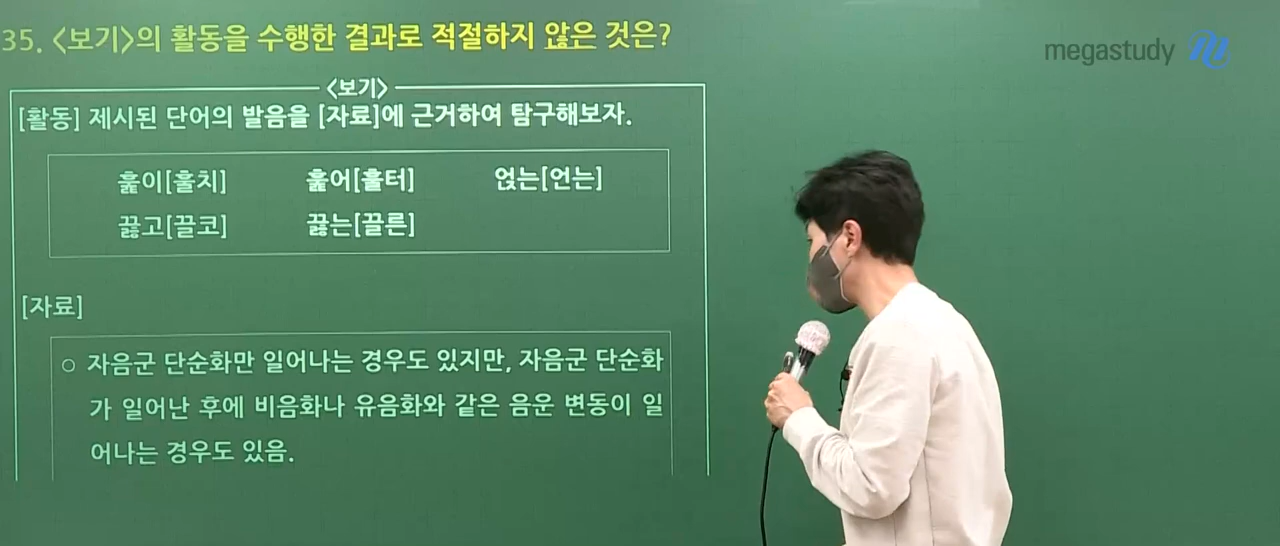 35. <보기>의 활동을 수행한 결과로 적절하지 않은 것은?
megastudy
<보기>
[활동] 제시된 단어의 발음을 [자료]에 근거하여 탐구해보자.
훑이[훌치] 훑어[훌터] 얹는[언는]
끓고[끌코] 끓는[끌른]
[자료]
○ 자음군 단순화만 일어나는 경우도 있지만, 자음군 단순화
가 일어난 후에 비음화나 유음화와 같은 음운 변동이 일
어나는 경우도 있음.